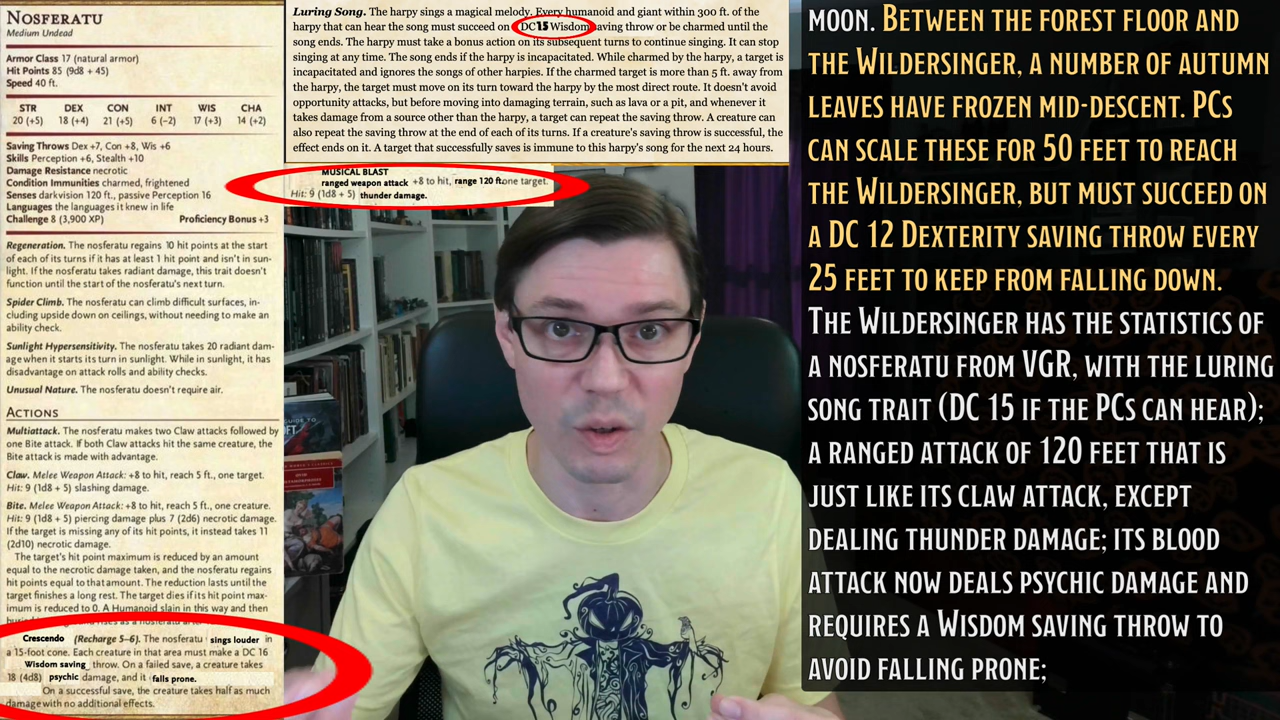 NOSFERATU
Medium Undead
Armor Class 17 (natural armor)
Hit Points 85 (9d8 + 45)
Speed 40 ft.
STR DEX CON INT WIS CHA
20 (+5) 18 (+4) 21 (+5) 6 (−2) 17 (+3) 14 (+2)
Saving Throws Dex +7, Con +8, Wis +6
Skills Perception +6, Stealth +10
Damage Resistance necrotic
Condition Immunities charmed, frightened
Senses darkvision 120 ft., passive Perception 16
Languages the languages it knew in life
Challenge 8 (3,900 XP) Proficiency Bonus +3
Regeneration. The nosferatu regains 10 hit points at the start
of each of its turns if it has at least 1 hit point and isn't in sun-
light. If the nosferatu takes radiant damage, this trait doesn't
function until the start of the nosferatu's next turn.
Spider Climb. The nosferatu can climb difficult surfaces, in-
cluding upside down on ceilings, without needing to make an
ability check.
Sunlight Hypersensitivity. The nosferatu takes 20 radiant dam-
age when it starts its turn in sunlight. While in sunlight, it has
disadvantage on attack rolls and ability checks.
Unusual Nature. The nosferatu doesn't require air.
ACTIONS
Multiattack. The nosferatu makes two Claw attacks followed by
one Bite attack. If both Claw attacks hit the same creature, the
Bite attack is made with advantage.
Claw. Melee Weapon Attack: +8 to hit, reach 5 ft., one target.
Hit: 9 (1d8 + 5) slashing damage.
Bite. Melee Weapon Attack: +8 to hit, reach 5 ft., one creature.
Hit: 9 (1d8 + 5) piercing damage plus 7 (2d6) necrotic damage.
If the target is missing any of its hit points, it instead takes 11
(2d10) necrotic damage.
The target's hit point maximum is reduced by an amount
equal to the necrotic damage taken, and the nosferatu regains
hit points equal to that amount. The reduction lasts until the
target finishes a long rest. The target dies if its hit point max-
imum is reduced to 0. A Humanoid slain in this way and then
Crescendo (Recharge 5–6). The nosferatu sings louder in
a 15-foot cone. Each creature in that area must make a DC 16
Wisdom saving throw. On a failed save, a creature takes
18 (4d8) psychic damage, and it falls prone.
On a successful save, the creature takes half as much
damage with no additional effects.
Luring Song. The harpy sings a magical melody. Every humanoid and giant within 300 ft. of the
harpy that can hear the song must succeed on DC 15 Wisdom saving throw or be charmed until the
song ends. The harpy must take a bonus action on its subsequent turns to continue singing. It can stop
singing at any time. The song ends if the harpy is incapacitated. While charmed by the harpy, a target is
incapacitated and ignores the songs of other harpies. If the charmed target is more than 5 ft. away from
the harpy, the target must move on its turn toward the harpy by the most direct route. It doesn't avoid
opportunity attacks, but before moving into damaging terrain, such as lava or a pit, and whenever it
takes damage from a source other than the harpy, a target can repeat the saving throw. A creature can
also repeat the saving throw at the end of each of its turns. If a creature's saving throw is successful, the
effect ends on it. A target that successfully saves is immune to this harpy's song for the next 24 hours.
MUSICAL BLAST
ranged weapon attack +8 to hit, range 120 ft. one target.
Hit: 9 (1d8 + 5) thunder damage.
MOON. BETWEEN THE FOREST FLOOR AND
THE WILDERSINGER, A NUMBER OF AUTUMN
LEAVES HAVE FROZEN MID-DESCENT. PCS
CAN SCALE THESE FOR 50 FEET TO REACH
THE WILDERSINGER, BUT MUST SUCCEED ON
A DC 12 DEXTERITY SAVING THROW EVERY
25 FEET TO KEEP FROM FALLING DOWN.
THE WILDERSINGER HAS THE STATISTICS OF
A NOSFERATU FROM VGR, WITH THE LURING
SONG TRAIT (DC 15 IF THE PCS CAN HEAR);
A RANGED ATTACK OF 120 FEET THAT IS
JUST LIKE ITS CLAW ATTACK, EXCEPT
DEALING THUNDER DAMAGE; ITS BLOOD
ATTACK NOW DEALS PSYCHIC DAMAGE AND
REQUIRES A WISDOM SAVING THROW TO
AVOID FALLING PRONE;